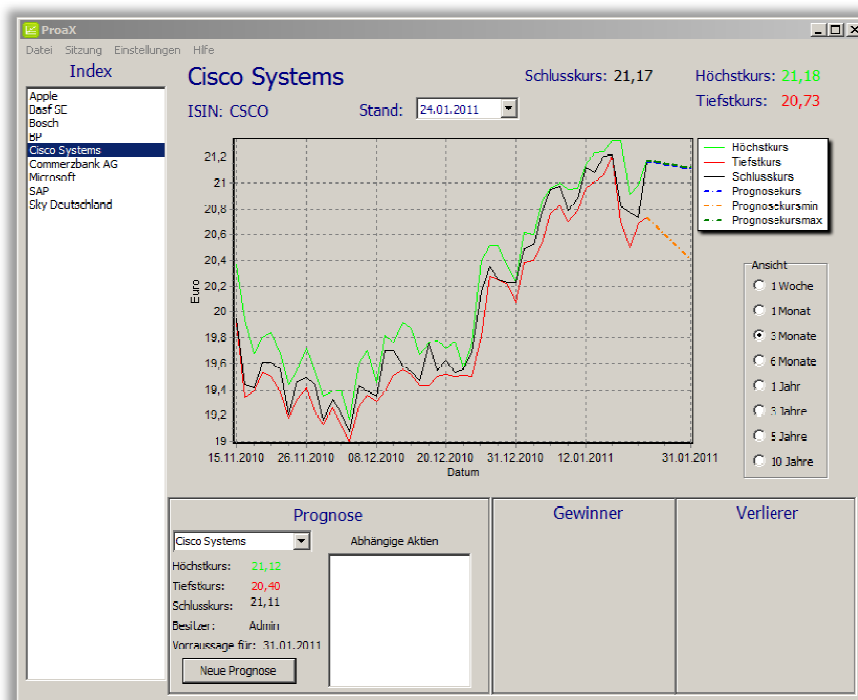 ProaX
Datei Sitzung Einstellungen Hilfe
Index
Apple
Basf SE
Bosch
BP
Cisco Systems
Commerzbank AG
Microsoft
SAP
Sky Deutschland
Cisco Systems
Schlusskurs: 21,17
Höchstkurs: 21,18
ISIN: CSCO
Stand: 24.01.2011
Tiefstkurs: 20,73
21,2
21
20,8
20,6
20,4
20,2
20
19,8
19,6
19,4
19,2
19
Euro
15.11.2010 26.11.2010 08.12.2010 20.12.2010 31.12.2010 12.01.2011 31.01.2011
Datum
Höchstkurs
Tiefstkurs
Schlusskurs
Prognosekurs
Prognosekursmin
Prognosekursmax
Ansicht
1 Woche
1 Monat
3 Monate
6 Monate
1 Jahr
3 Jahre
5 Jahre
10 Jahre
Prognose
Cisco Systems
Abhängige Aktien
Höchstkurs: 21,12
Tiefstkurs: 20,40
Schlusskurs: 21,11
Besitzer: Admin
Vorraussage für: 31.01.2011
Neue Prognose
Gewinner
Verlierer